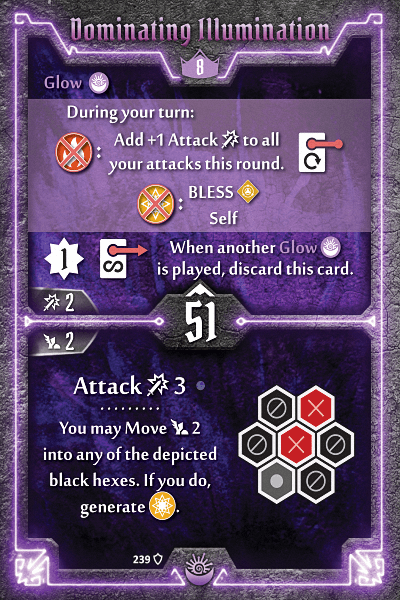 Dominating Illumination
8
Glow
During your turn:
: Add +1 Attack to all
your attacks this round.
: BLESS
Self
1
When another Glow
is played, discard this card.
2
51
2
Attack 3
You may Move 2
into any of the depicted
black hexes. If you do,
generate .
239